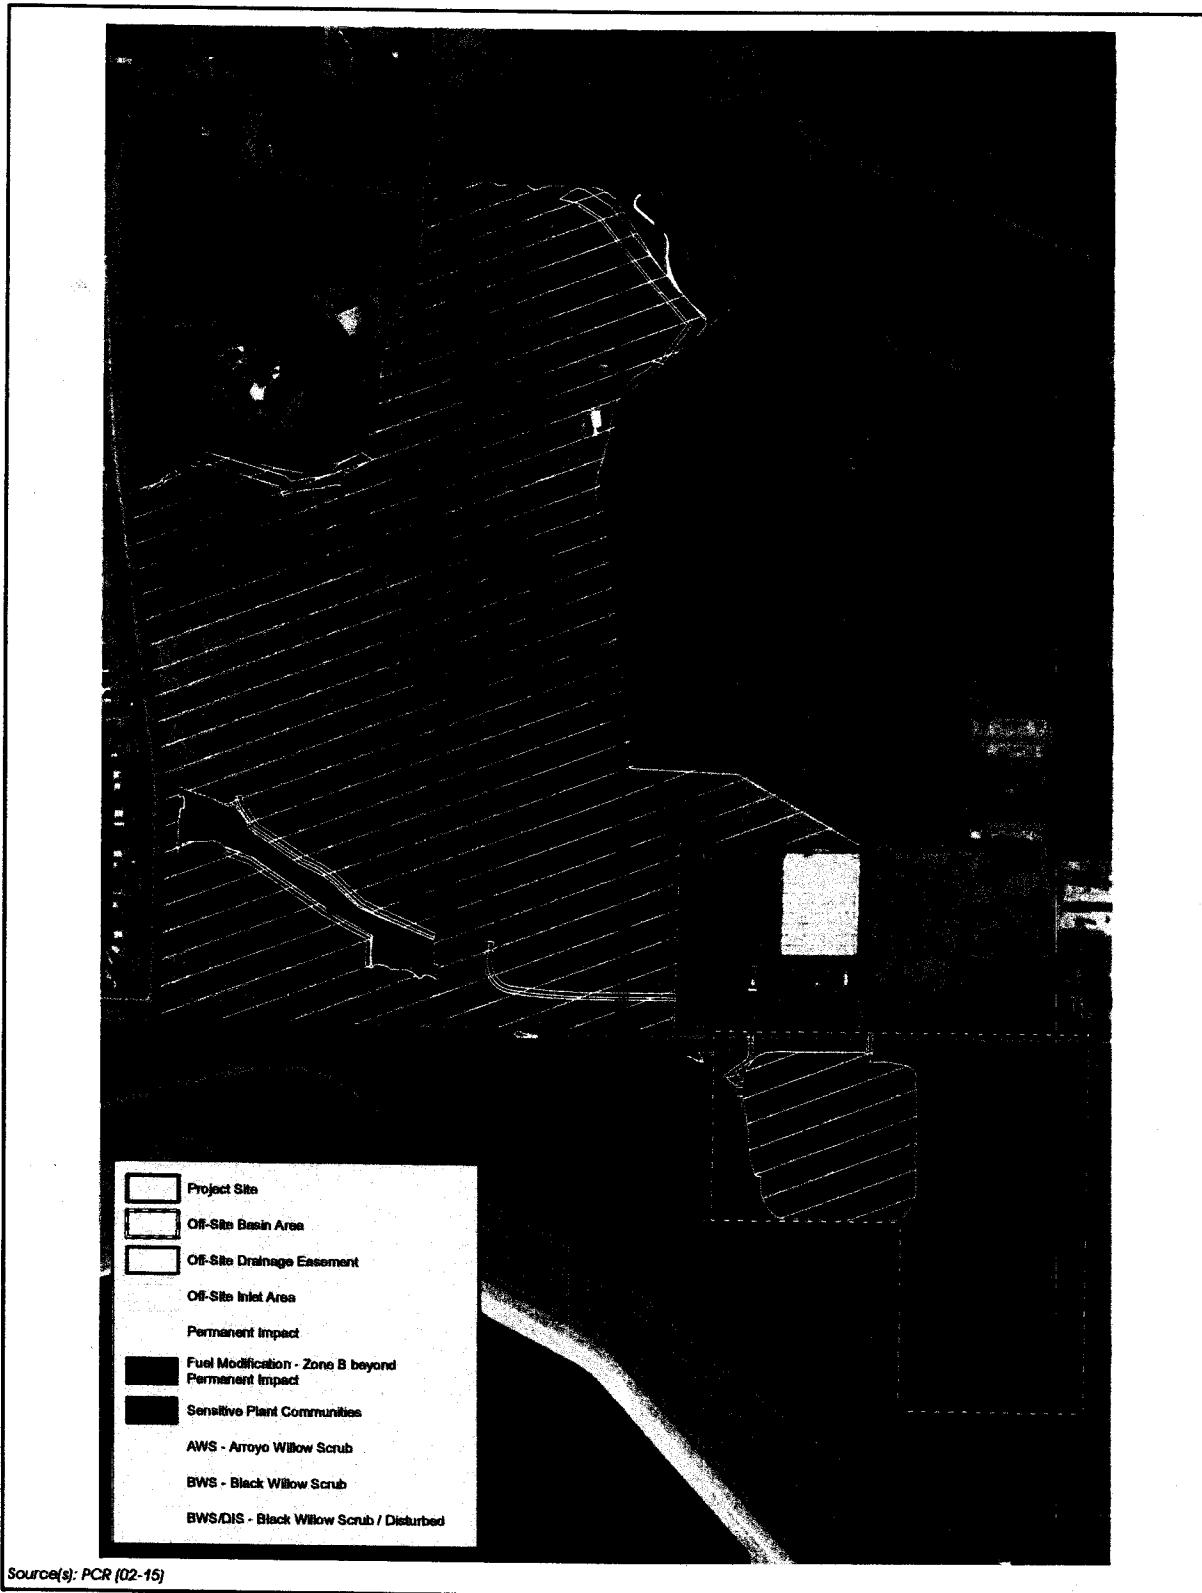 Project Site
Off-Site Basin Area
Off-Site Drainage Easement
Off-Site Inlet Area
Permanent Impact
Fuel Modification - Zone B beyond
Permanent Impact
Sensitive Plant Communities
AWS - Arroyo Willow Scrub
BWS - Black Willow Scrub
BWS/DIS - Black Willow Scrub / Disturbed
Source(s): PCR (02-15)